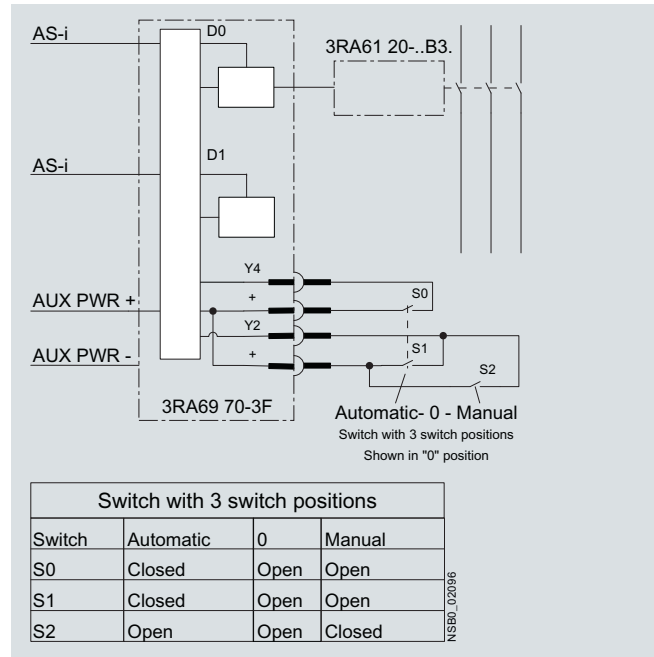 AS-i
D0
3RA61 20-..B3.
AS-i
D1
Y4
+
S0
AUX PWR +
Y2
S1
+
AUX PWR -
S2
3RA69 70-3F
Automatic- 0 - Manual
Switch with 3 switch positions
Shown in "0" position
Switch with 3 switch positions
Switch Automatic 0 Manual
S0 Closed Open Open
S1 Closed Open Open
S2 Open Open Closed
NSB0_02096